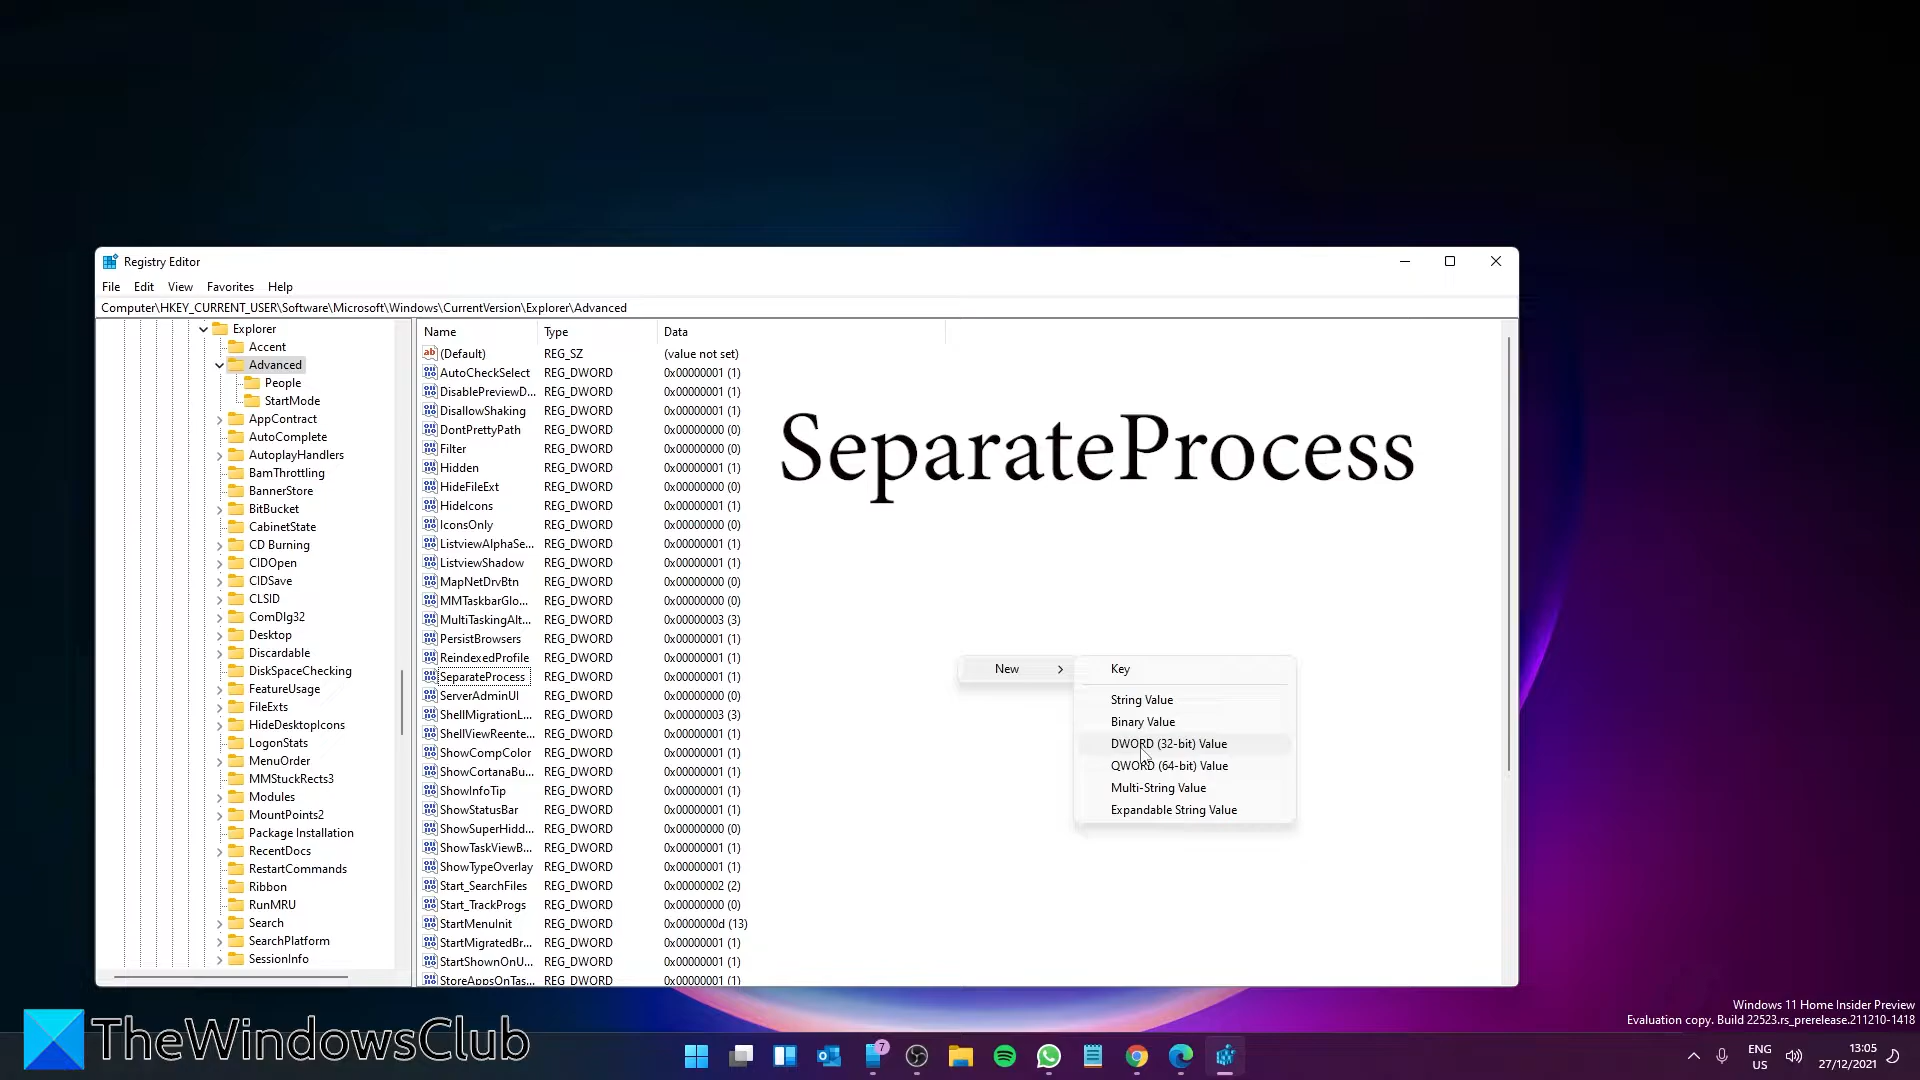 Registry Editor
File Edit View Favorites Help
Computer\HKEY_CURRENT_USER\Software\Microsoft\Windows\CurrentVersion\Explorer\Advanced
Explorer
Accent
Advanced
People
StartMode
AppContract
AutoComplete
AutoplayHandlers
BamThrottling
BannerStore
BitBucket
CabinetState
CD Burning
CIDOpen
CIDSave
CLSID
ComDlg32
Desktop
Discardable
DiskSpaceChecking
FeatureUsage
FileExts
HideDesktopIcons
LogonStats
MenuOrder
MMStuckRects3
Modules
MountPoints2
Package Installation
RecentDocs
RestartCommands
Ribbon
RunMRU
Search
SearchPlatform
SessionInfo
Name Type Data
(Default) REG_SZ (value not set)
AutoCheckSelect REG_DWORD 0x00000001 (1)
DisablePreviewD... REG_DWORD 0x00000001 (1)
DisallowShaking REG_DWORD 0x00000001 (1)
DontPrettyPath REG_DWORD 0x00000000 (0)
Filter REG_DWORD 0x00000000 (0)
Hidden REG_DWORD 0x00000001 (1)
HideFileExt REG_DWORD 0x00000000 (0)
HideIcons REG_DWORD 0x00000001 (1)
IconsOnly REG_DWORD 0x00000000 (0)
ListviewAlphaSe... REG_DWORD 0x00000001 (1)
ListviewShadow REG_DWORD 0x00000001 (1)
MapNetDrvBtn REG_DWORD 0x00000000 (0)
MMTaskbarGlo... REG_DWORD 0x00000000 (0)
MultiTaskingAlt... REG_DWORD 0x00000003 (3)
PersistBrowsers REG_DWORD 0x00000001 (1)
ReindexedProfile REG_DWORD 0x00000001 (1)
SeparateProcess REG_DWORD 0x00000001 (1)
ServerAdminUI REG_DWORD 0x00000000 (0)
ShellMigrationL... REG_DWORD 0x00000003 (3)
ShellViewReente... REG_DWORD 0x00000001 (1)
ShowCompColor REG_DWORD 0x00000001 (1)
ShowCortanaBu... REG_DWORD 0x00000001 (1)
ShowInfoTip REG_DWORD 0x00000001 (1)
ShowStatusBar REG_DWORD 0x00000001 (1)
ShowSuperHidd... REG_DWORD 0x00000000 (0)
ShowTaskViewB... REG_DWORD 0x00000001 (1)
ShowTypeOverlay REG_DWORD 0x00000001 (1)
Start_SearchFiles REG_DWORD 0x00000002 (2)
Start_TrackProgs REG_DWORD 0x00000000 (0)
StartMenuInit REG_DWORD 0x0000000d (13)
StartMigratedBr... REG_DWORD 0x00000001 (1)
StartShownOnU... REG_DWORD 0x00000001 (1)
StoreAppsOnTas... REG_DWORD 0x00000001 (1)
SeparateProcess
New
Key
String Value
Binary Value
DWORD (32-bit) Value
QWORD (64-bit) Value
Multi-String Value
Expandable String Value
Windows 11 Home Insider Preview
Evaluation copy. Build 22523.rs_prerelease.211210-1418
TheWindowsClub
7
ENG
US
13:05
27/12/2021